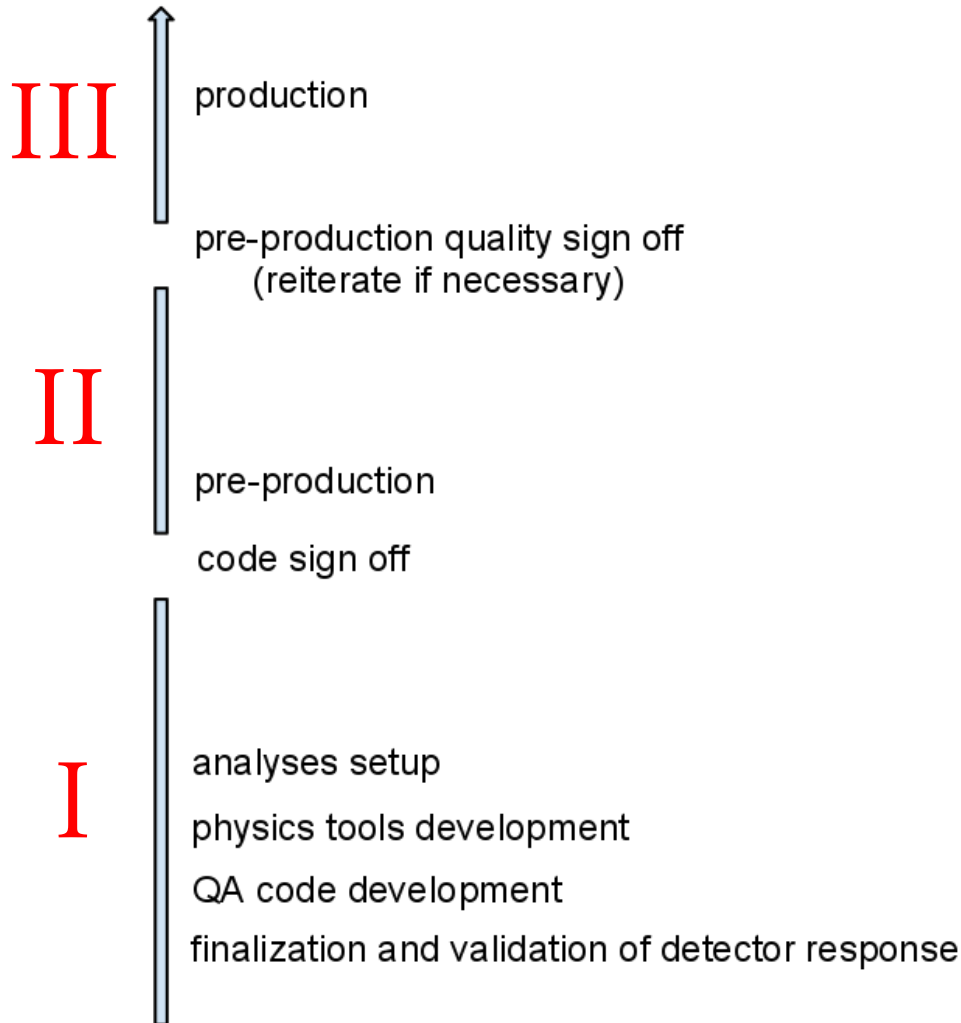 III
production
pre-production quality sign off
(reiterate if necessary)
II
pre-production
code sign off
I
analyses setup
physics tools development
QA code development
finalization and validation of detector response